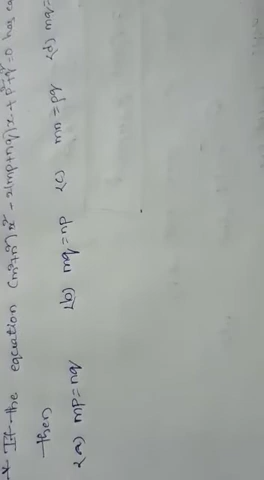 * If the equation (m²+n²)x² - 2(mp+nq)x + p²+q² = 0 has
then
(a) mp=nq (b) mq=np (c) mn=pq (d) mq=